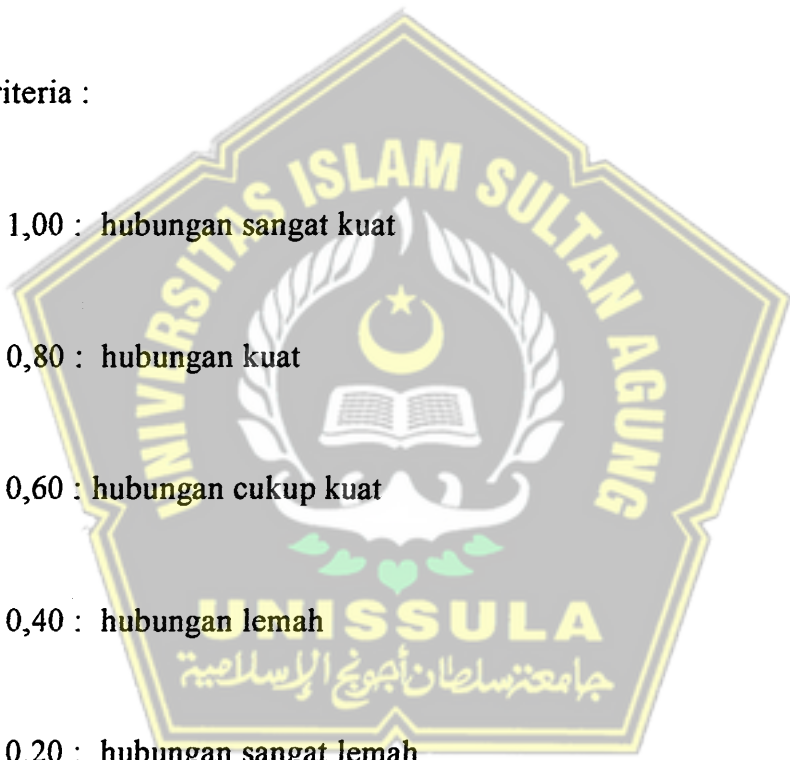 riteria :
1,00 : hubungan sangat kuat
0,80 : hubungan kuat
0,60 : hubungan cukup kuat
0,40 : hubungan lemah
0,20 : hubungan sangat lemah
UNIVERSITAS ISLAM SULTAN AGUNG
UNISSULA
جامعة سلطان أجونج الإسلامية